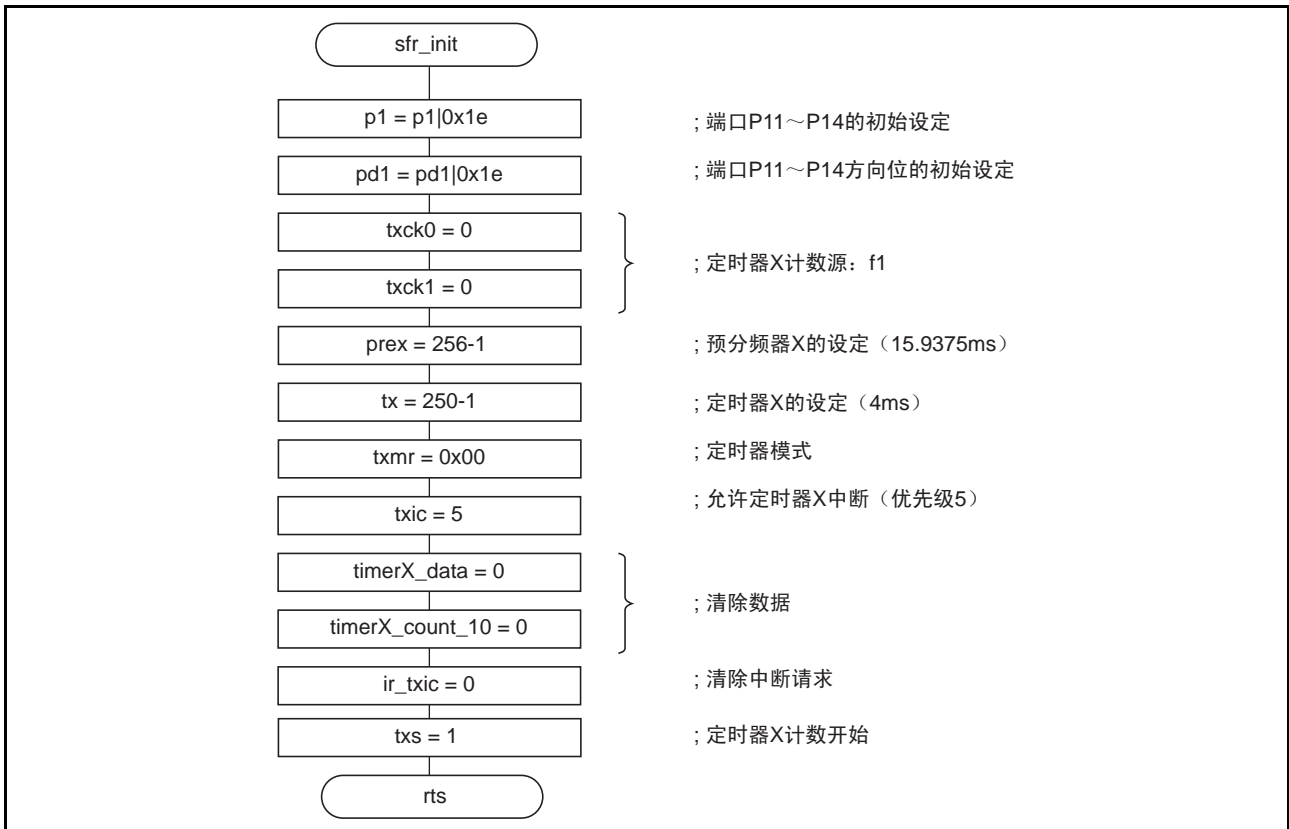 sfr_init
p1 = p1|0x1e
; 端口P11～P14的初始设定
pd1 = pd1|0x1e
; 端口P11～P14方向位的初始设定
txck0 = 0
; 定时器X计数源：f1
txck1 = 0
prex = 256-1
; 预分频器X的设定（15.9375ms）
tx = 250-1
; 定时器X的设定（4ms）
txmr = 0x00
; 定时器模式
txic = 5
; 允许定时器X中断（优先级5）
timerX_data = 0
; 清除数据
timerX_count_10 = 0
ir_txic = 0
; 清除中断请求
txs = 1
; 定时器X计数开始
rts